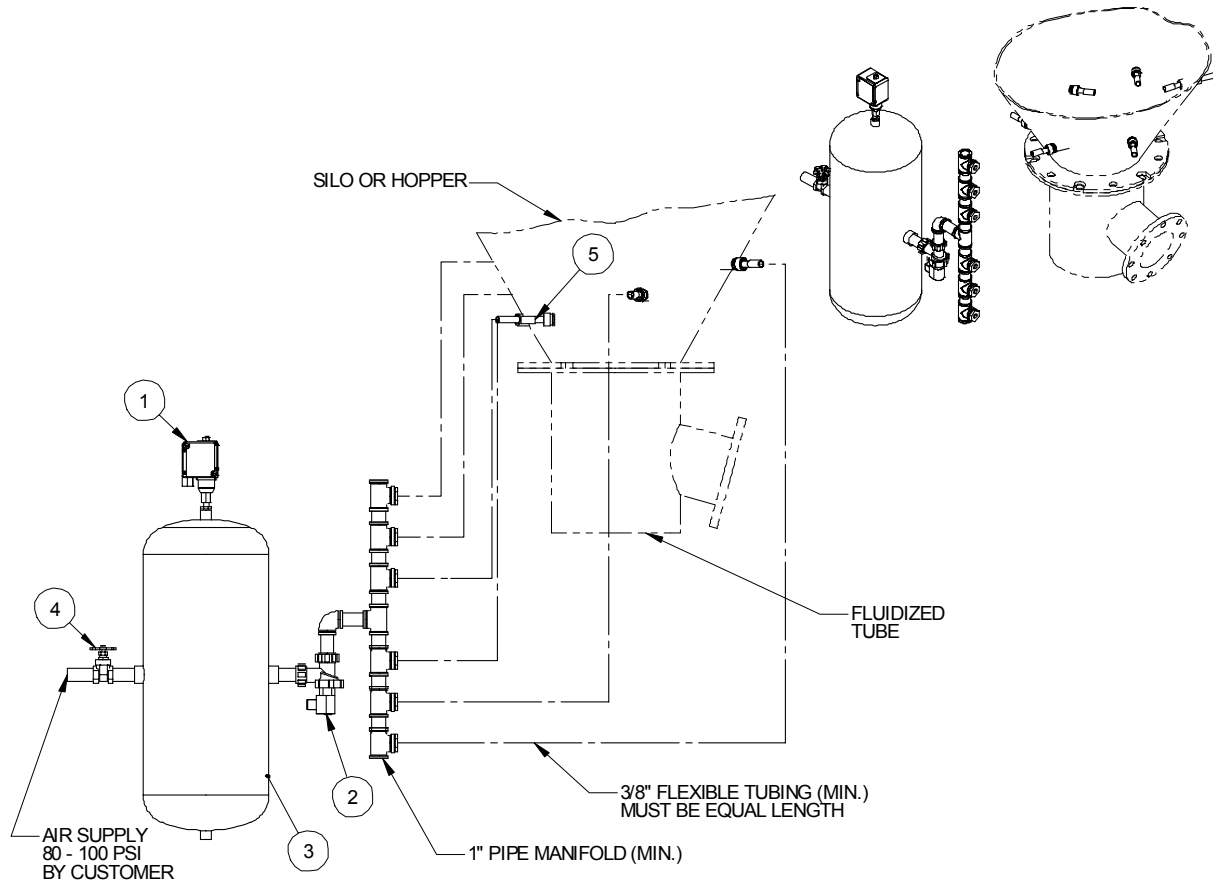 SILO OR HOPPER
5
1
4
FLUIDIZED
TUBE
2
3
3/8" FLEXIBLE TUBING (MIN.)
MUST BE EQUAL LENGTH
AIR SUPPLY
80 - 100 PSI
BY CUSTOMER
1" PIPE MANIFOLD (MIN.)